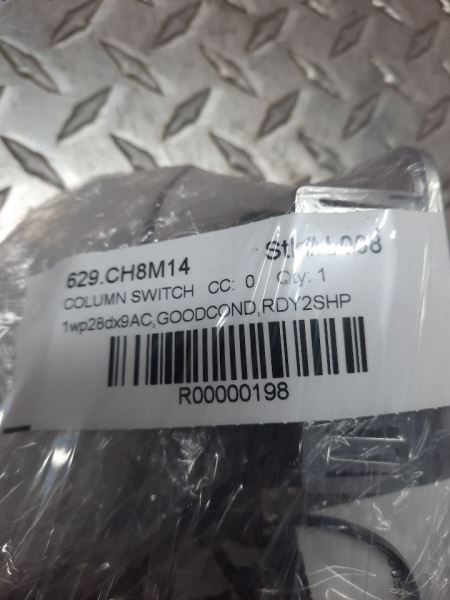 629.CH8M14
COLUMN SWITCH CC: 0 Qty: 1
1wp28dx9AC,GOODCOND,RDY2SHP
R00000198